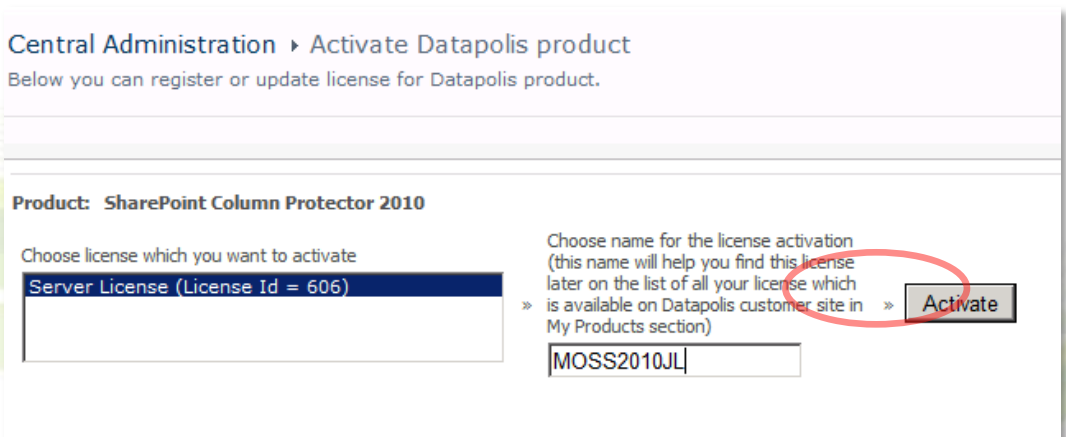 Central Administration ▸ Activate Datapolis product
Below you can register or update license for Datapolis product.
Product: SharePoint Column Protector 2010
Choose license which you want to activate
Server License (License Id = 606)
»
Choose name for the license activation
(this name will help you find this license
later on the list of all your license which
is available on Datapolis customer site in
My Products section)
MOSS2010JL
»
Activate